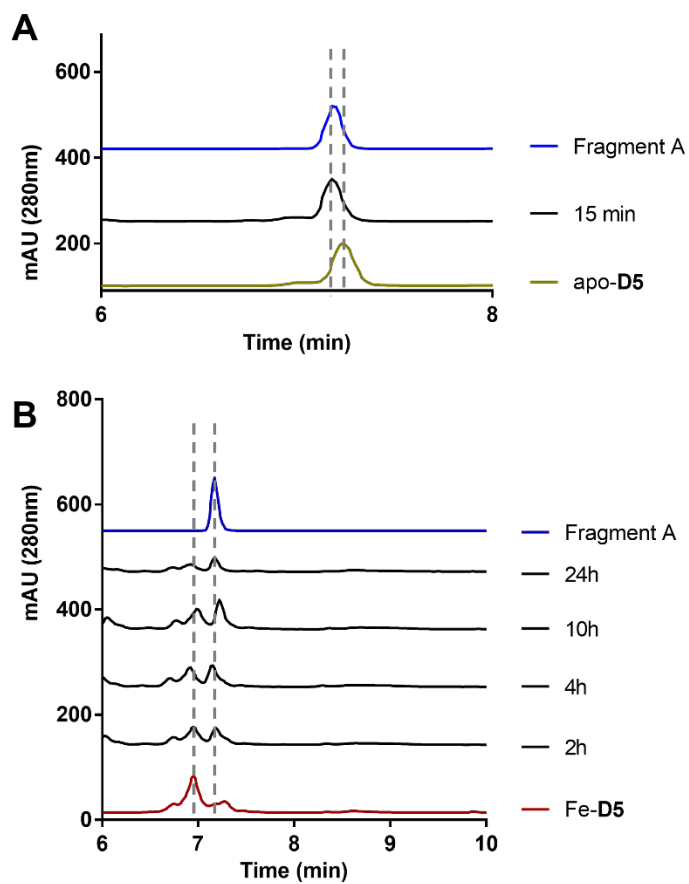 A
600
400
200
mAU (280nm)
6
8
Time (min)
Fragment A
15 min
apo-D5
B
800
600
400
200
0
mAU (280nm)
6
7
8
9
10
Time (min)
Fragment A
24h
10h
4h
2h
Fe-D5